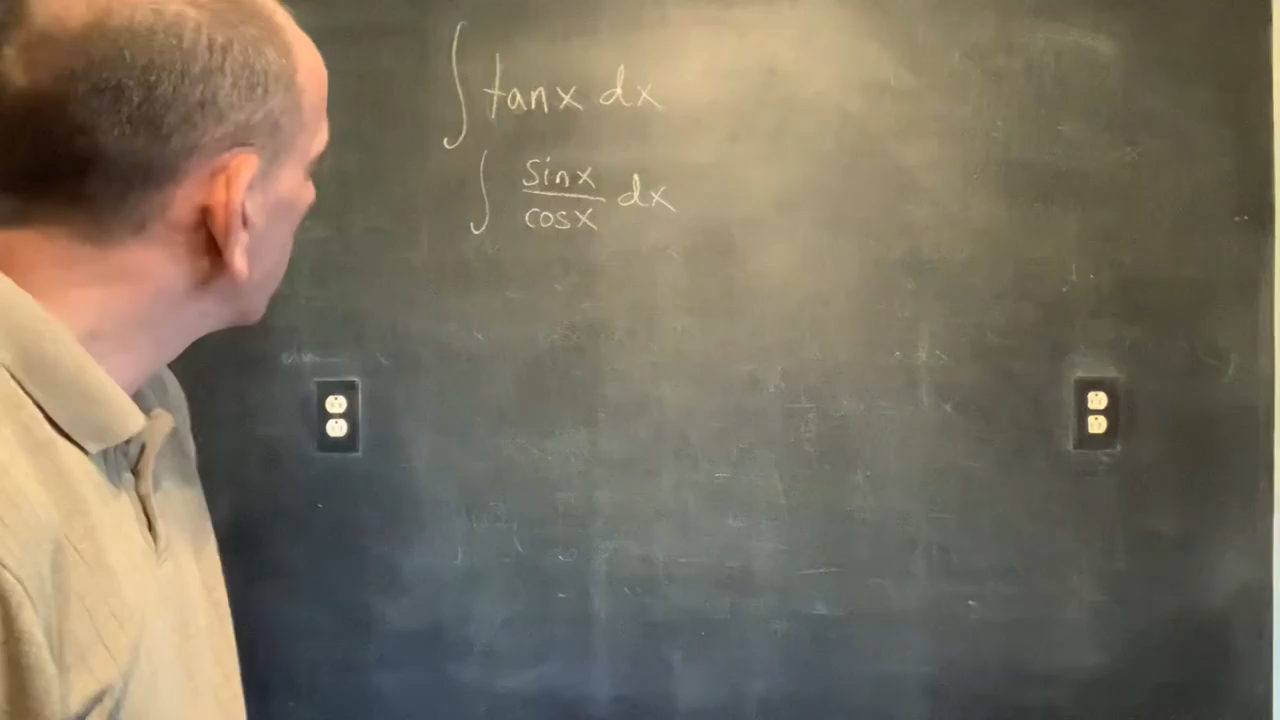 ∫ tanx dx
∫ sinx/cosx dx